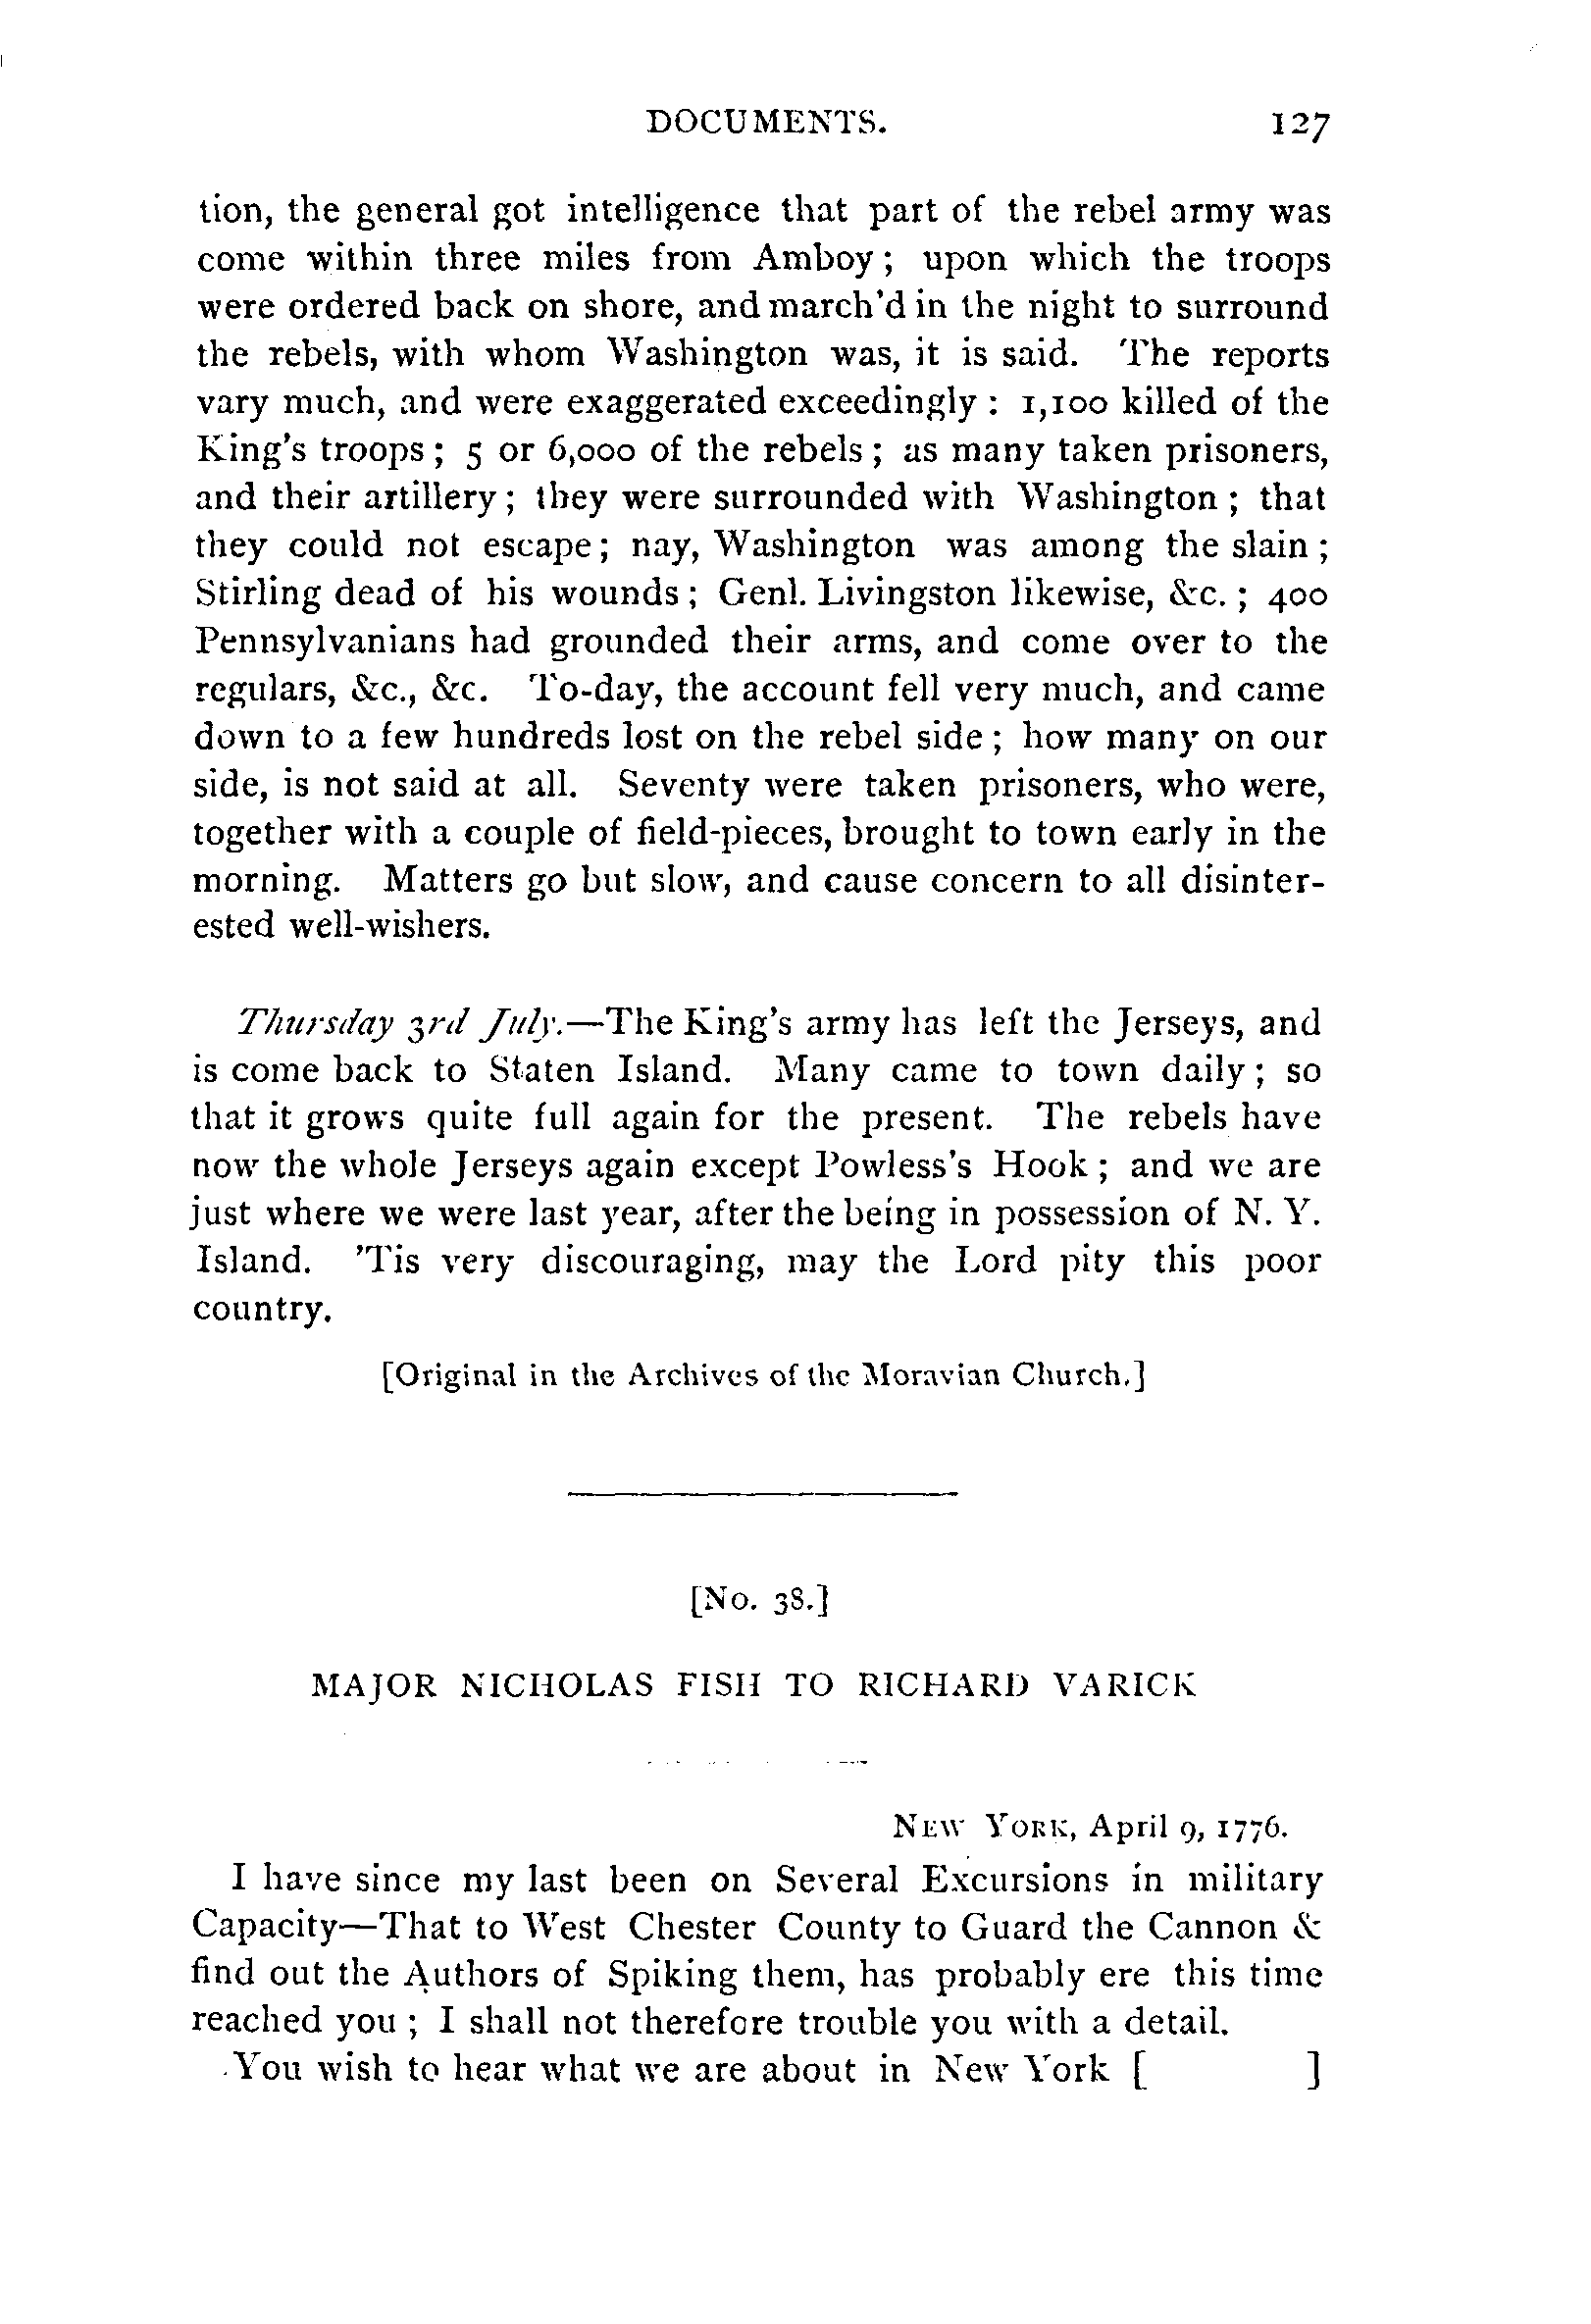 DOCUMENTS. 127
tion, the general got intelligence that part of the rebel army was
come within three miles from Amboy; upon which the troops
were ordered back on shore, and march'd in the night to surround
the rebels, with whom Washington was, it is said. The reports
vary much, and were exaggerated exceedingly: 1,100 killed of the
King's troops; 5 or 6,000 of the rebels; as many taken prisoners,
and their artillery; they were surrounded with Washington; that
they could not escape; nay, Washington was among the slain;
Stirling dead of his wounds; Genl. Livingston likewise, &c.; 400
Pennsylvanians had grounded their arms, and come over to the
regulars, &c., &c. To-day, the account fell very much, and came
down to a few hundreds lost on the rebel side; how many on our
side, is not said at all. Seventy were taken prisoners, who were,
together with a couple of field-pieces, brought to town early in the
morning. Matters go but slow, and cause concern to all disinter-
ested well-wishers.
Thursday 3rd July.—The King's army has left the Jerseys, and
is come back to Staten Island. Many came to town daily; so
that it grows quite full again for the present. The rebels have
now the whole Jerseys again except Powless's Hook; and we are
just where we were last year, after the being in possession of N. Y.
Island. 'Tis very discouraging, may the Lord pity this poor
country.
[Original in the Archives of the Moravian Church.]
[No. 38.]
MAJOR NICHOLAS FISH TO RICHARD VARICK
NEW YORK, April 9, 1776.
I have since my last been on Several Excursions in military
Capacity—That to West Chester County to Guard the Cannon &
find out the Authors of Spiking them, has probably ere this time
reached you; I shall not therefore trouble you with a detail.
You wish to hear what we are about in New York [ ]